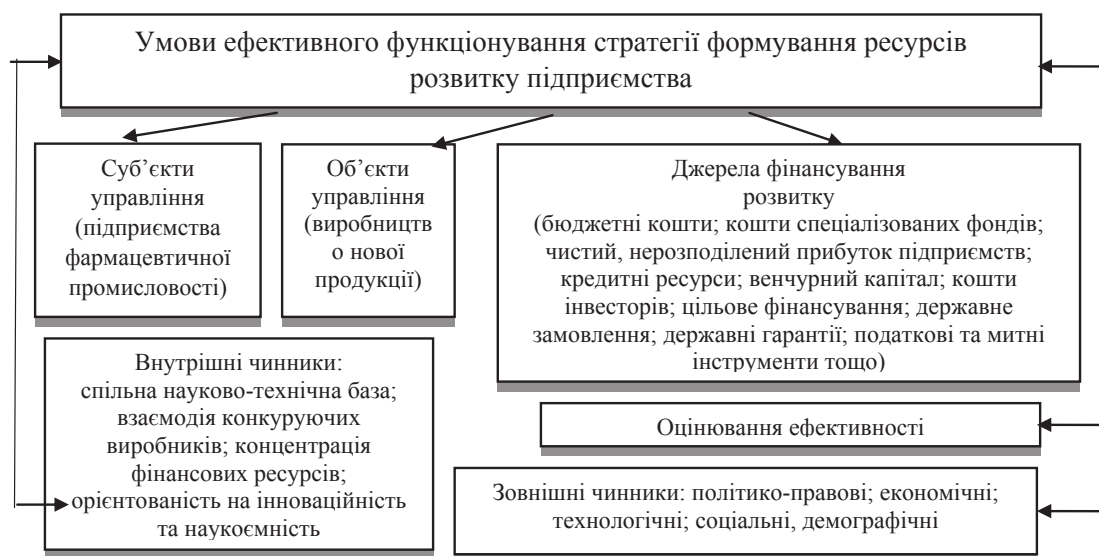 Умови ефективного функціонування стратегії формування ресурсів
розвитку підприємства
Суб’єкти
управління
(підприємства
фармацевтичної
промисловості)
Об’єкти
управління
(виробництв
о нової
продукції)
Джерела фінансування
розвитку
(бюджетні кошти; кошти спеціалізованих фондів;
чистий, нерозподілений прибуток підприємств;
кредитні ресурси; венчурний капітал; кошти
інвесторів; цільове фінансування; державне
замовлення; державні гарантії; податкові та митні
інструменти тощо)
Внутрішні чинники:
спільна науково-технічна база;
взаємодія конкуруючих
виробників; концентрація
фінансових ресурсів;
орієнтованість на інноваційність
та наукоємність
Оцінювання ефективності
Зовнішні чинники: політико-правові; економічні;
технологічні; соціальні, демографічні